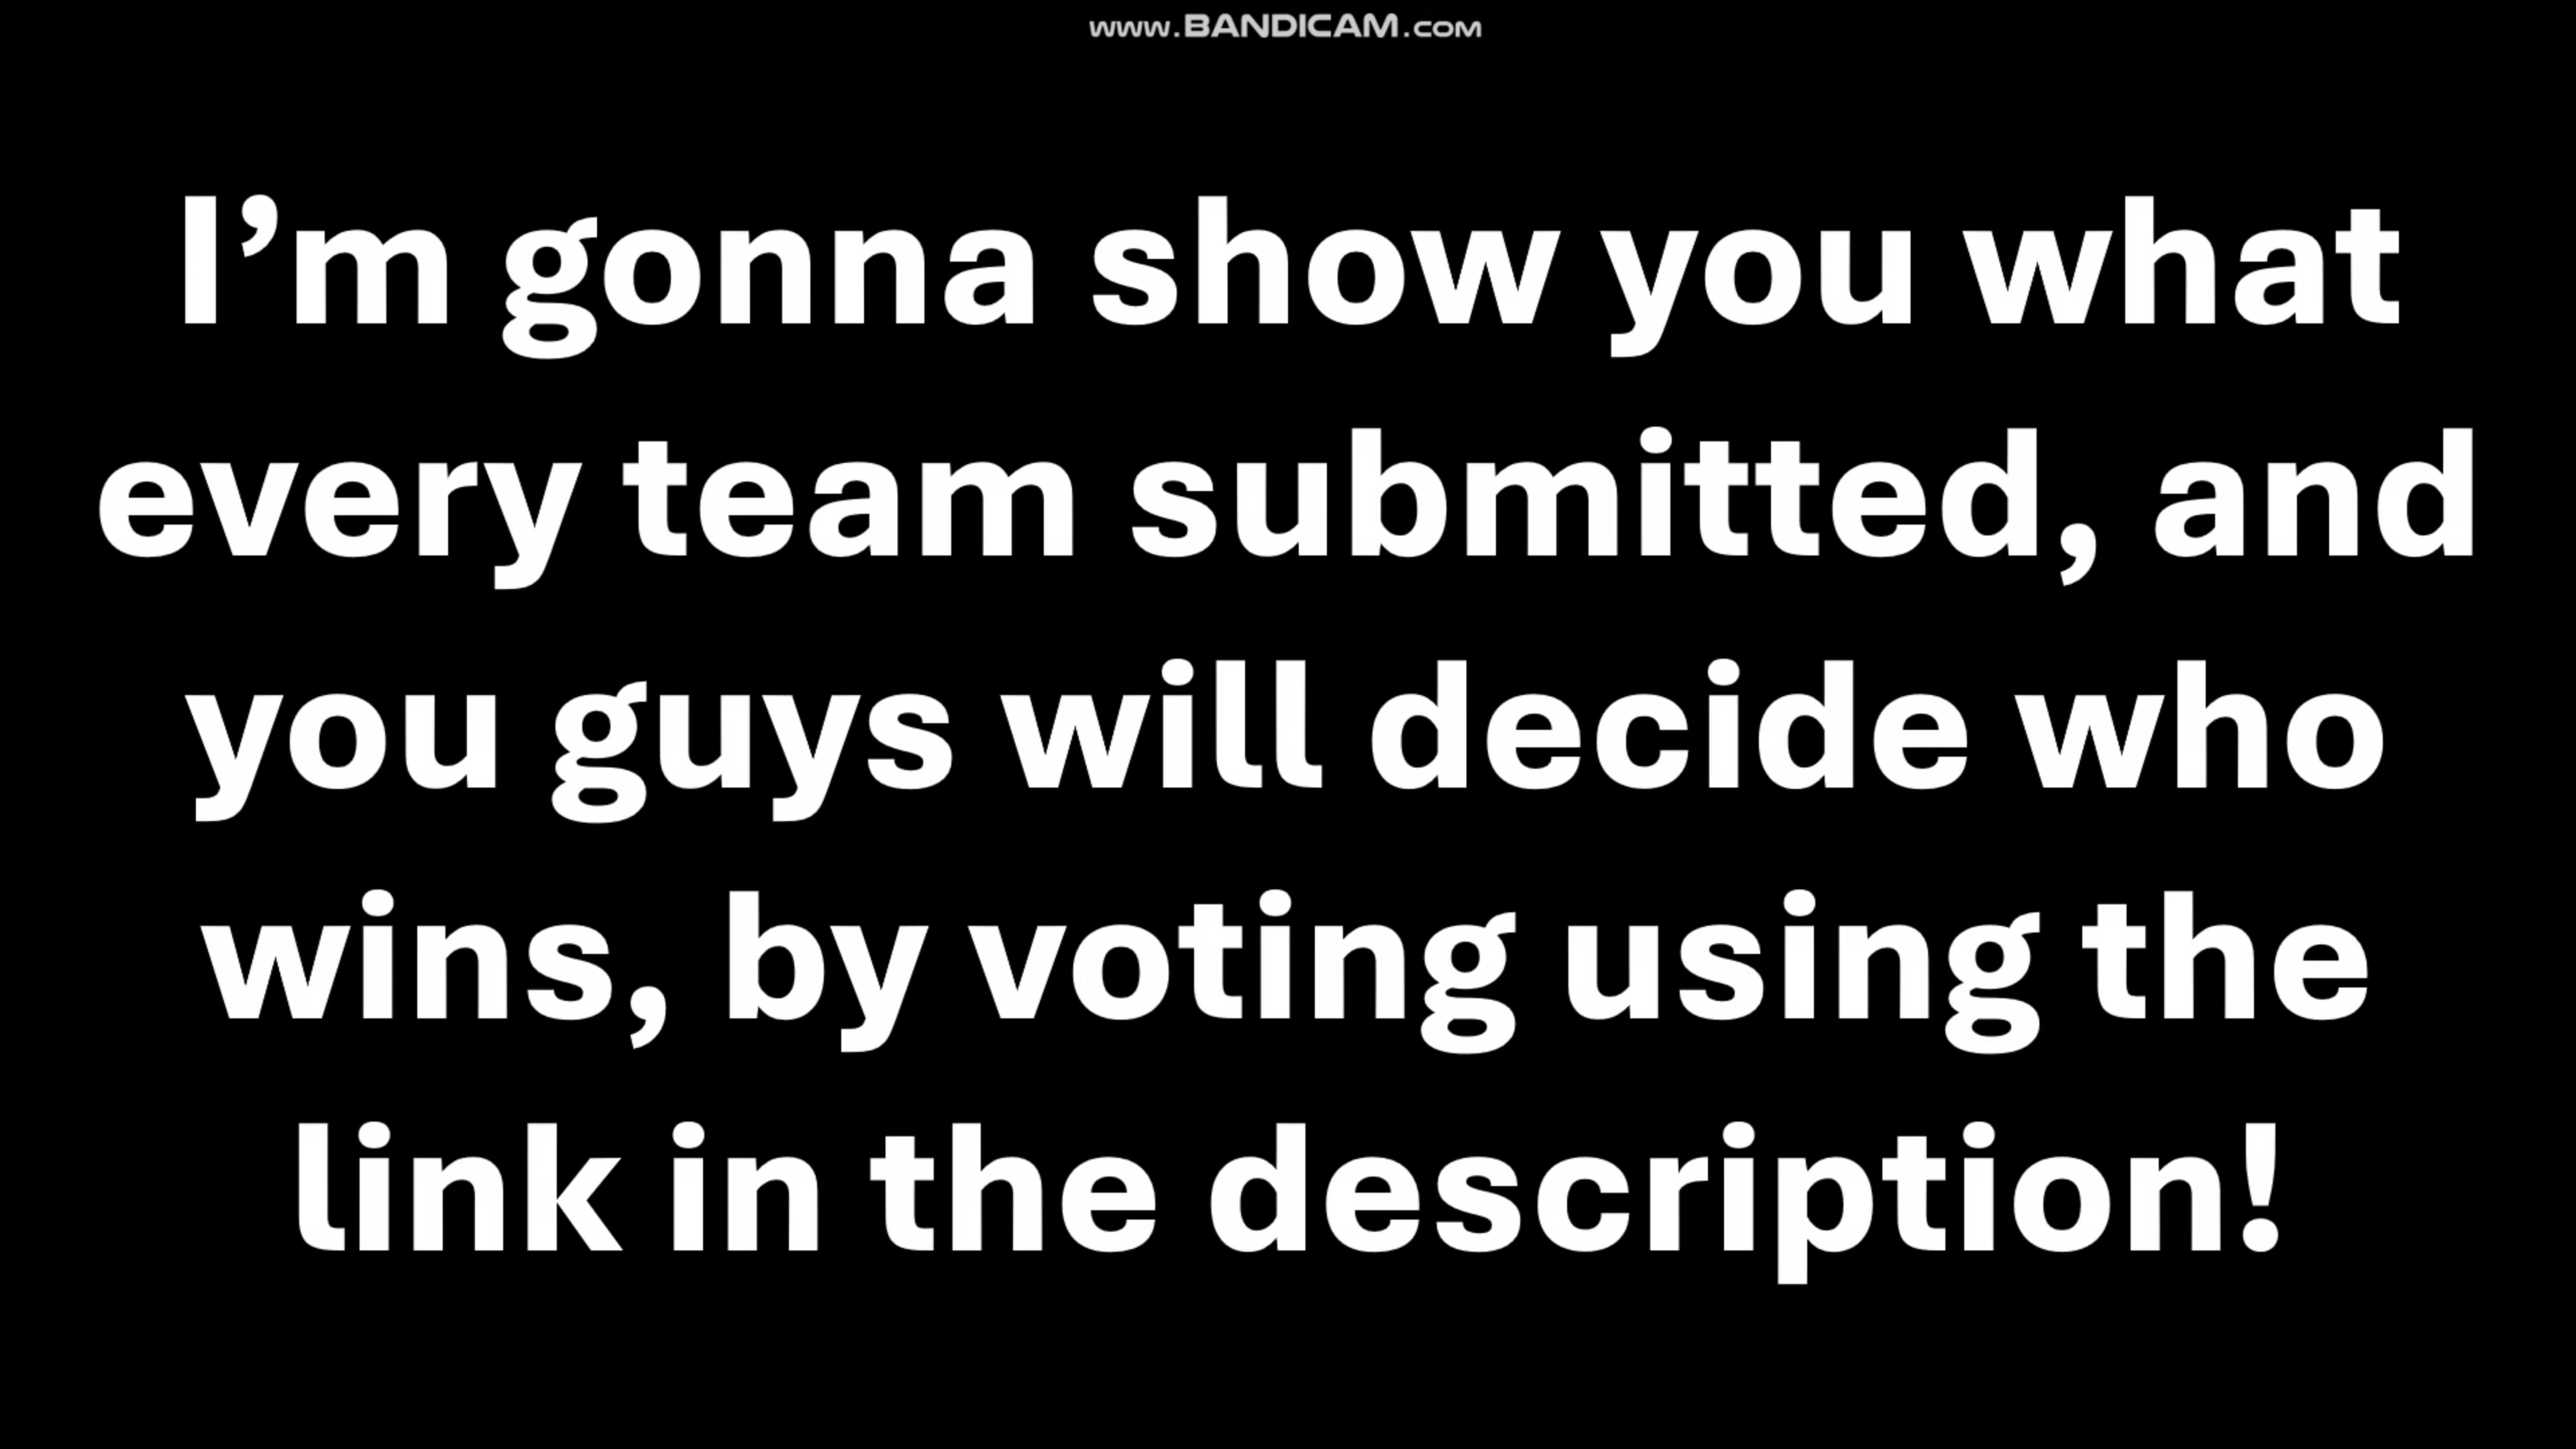 www.BANDICAM.com
I’m gonna show you what
every team submitted, and
you guys will decide who
wins, by voting using the
link in the description!